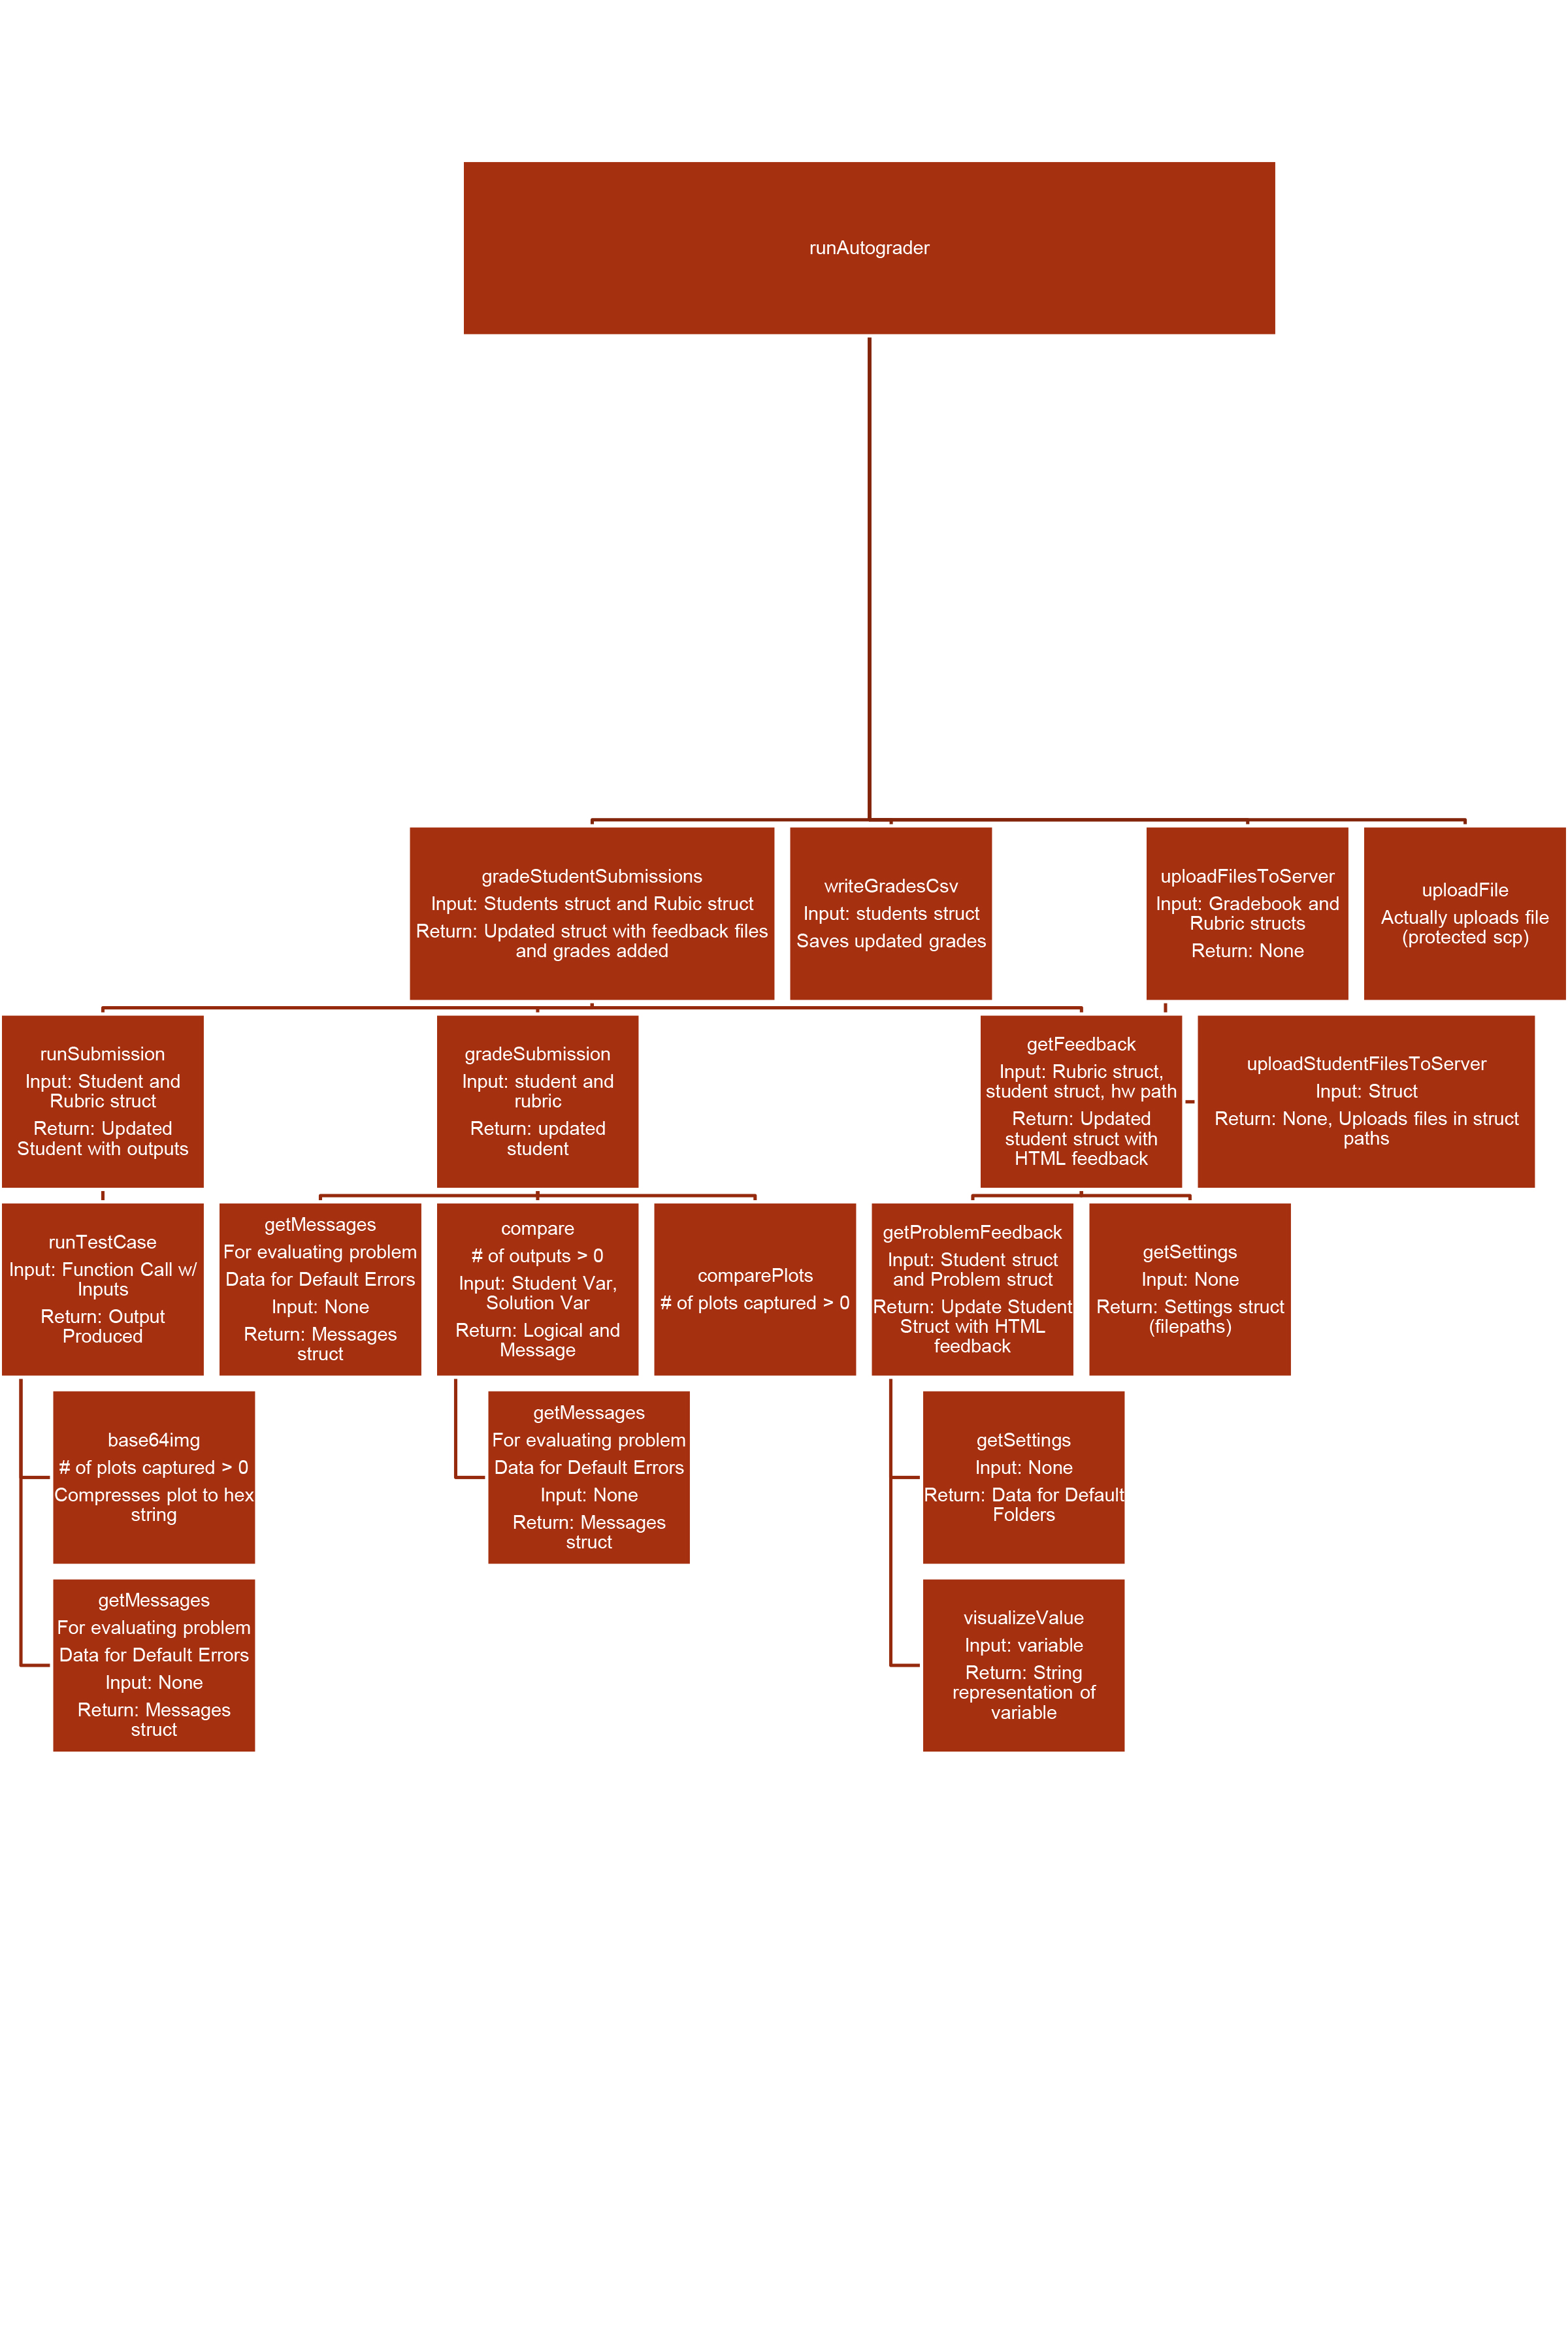 runAutograder
gradeStudentSubmissions
Input: Students struct and Rubic struct
Return: Updated struct with feedback files
and grades added
writeGradesCsv
Input: students struct
Saves updated grades
uploadFilesToServer
Input: Gradebook and
Rubric structs
Return: None
uploadFile
Actually uploads file
(protected scp)
runSubmission
Input: Student and
Rubric struct
Return: Updated
Student with outputs
gradeSubmission
Input: student and
rubric
Return: updated
student
getFeedback
Input: Rubric struct,
student struct, hw path
Return: Updated
student struct with
HTML feedback
uploadStudentFilesToServer
Input: Struct
Return: None, Uploads files in struct
paths
runTestCase
Input: Function Call w/
Inputs
Return: Output
Produced
getMessages
For evaluating problem
Data for Default Errors
Input: None
Return: Messages
struct
compare
# of outputs > 0
Input: Student Var,
Solution Var
Return: Logical and
Message
comparePlots
# of plots captured > 0
getProblemFeedback
Input: Student struct
and Problem struct
Return: Update Student
Struct with HTML
feedback
getSettings
Input: None
Return: Settings struct
(filepaths)
base64img
# of plots captured > 0
Compresses plot to hex
string
getMessages
For evaluating problem
Data for Default Errors
Input: None
Return: Messages
struct
getSettings
Input: None
Return: Data for Default
Folders
getMessages
For evaluating problem
Data for Default Errors
Input: None
Return: Messages
struct
visualizeValue
Input: variable
Return: String
representation of
variable